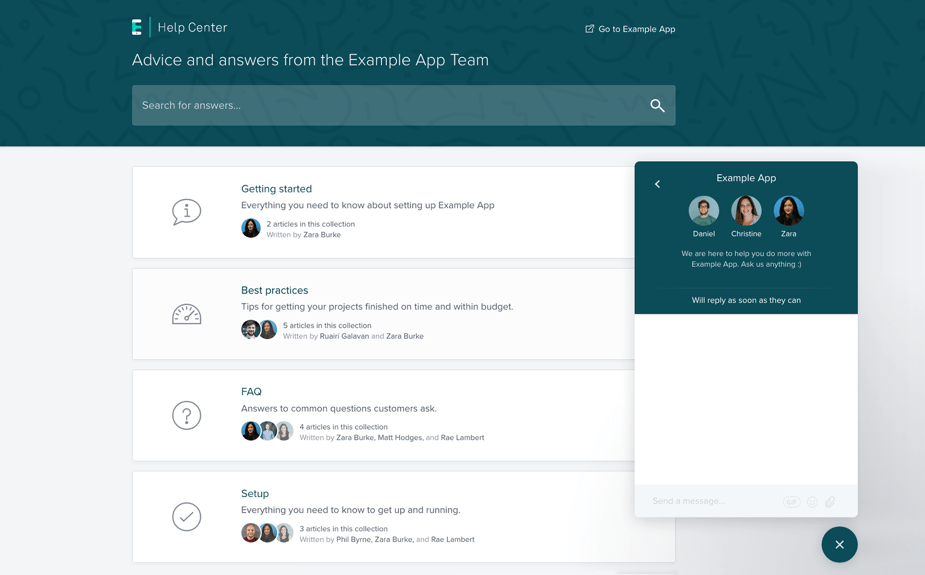 Help Center
Go to Example App
Advice and answers from the Example App Team
Search for answers...
Getting started
Everything you need to know about setting up Example App
2 articles in this collection
Written by Zara Burke
Best practices
Tips for getting your projects finished on time and within budget.
5 articles in this collection
Written by Ruairí Galavan and Zara Burke
FAQ
Answers to common questions customers ask.
4 articles in this collection
Written by Zara Burke, Matt Hodges, and Rae Lambert
Setup
Everything you need to know to get up and running.
3 articles in this collection
Written by Phil Byrne, Zara Burke, and Rae Lambert
Example App
Daniel
Christine
Zara
We are here to help you do more with
Example App. Ask us anything :)
Will reply as soon as they can
Send a message...
GIF